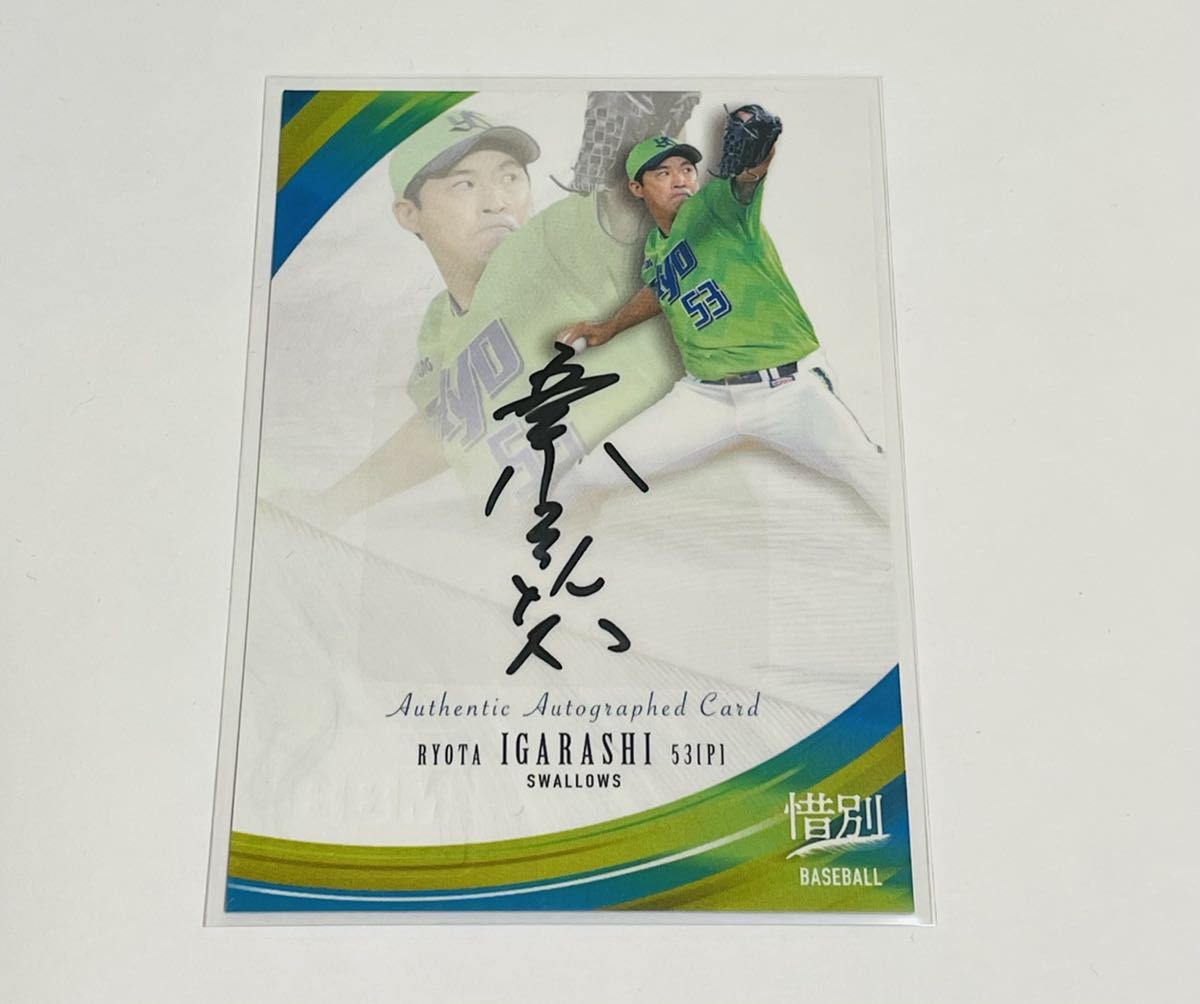 53
Authentic Autographed Card
RYOTA IGARASHI 53[P]
SWALLOWS
惜別
BASEBALL